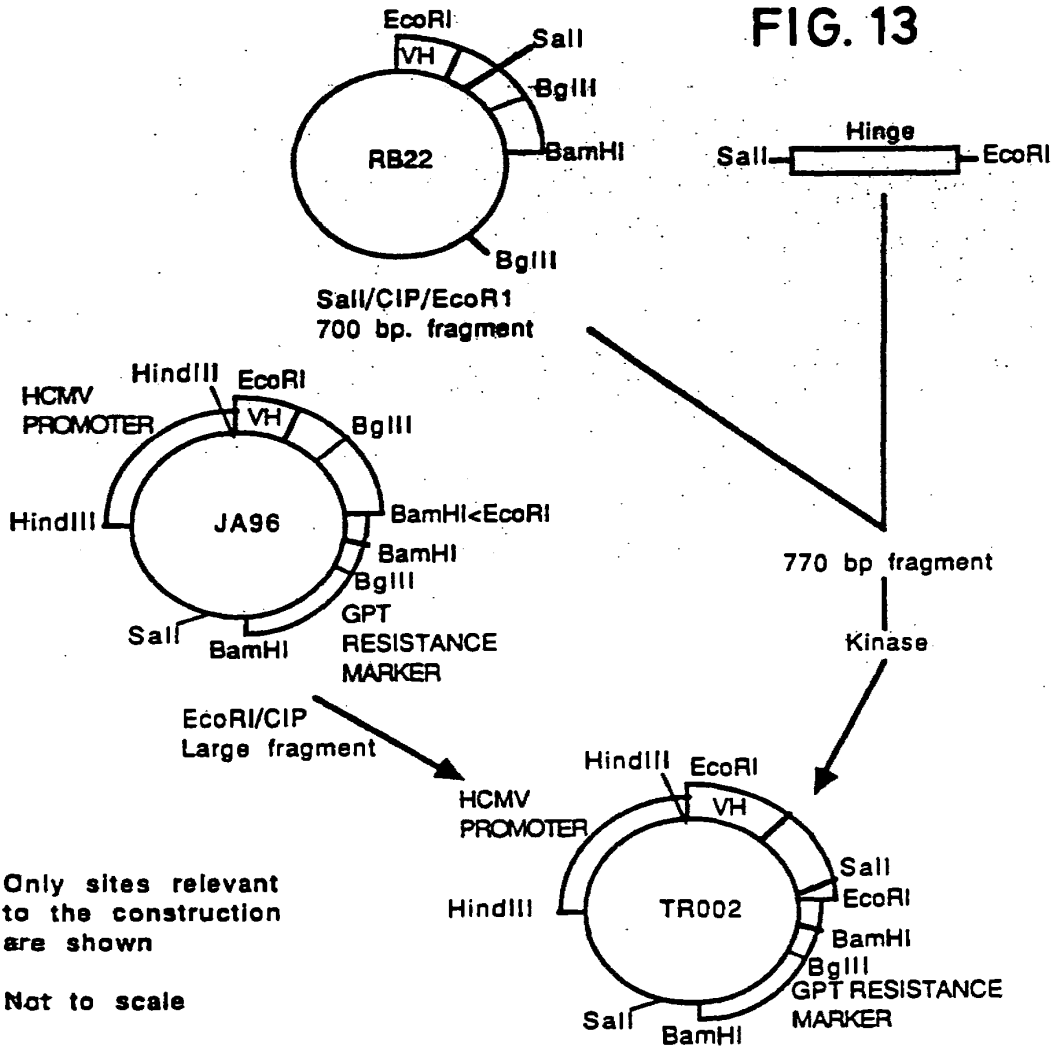 FIG. 13
EcoRI
VH
SalI
BglII
BamHI
RB22
BglII
SalI/CIP/EcoR1
700 bp. fragment
Hinge
SalI
EcoRI
HindIII
EcoRI
HCMV
PROMOTER
VH
BglII
HindIII
JA96
BamHI<EcoRI
BamHI
BglII
GPT
RESISTANCE
MARKER
SalI
BamHI
770 bp fragment
Kinase
EcoRI/CIP
Large fragment
HindIII
EcoRI
HCMV
PROMOTER
VH
SalI
EcoRI
HindIII
TR002
BamHI
BglII
GPT RESISTANCE
MARKER
SalI
BamHI
Only sites relevant
to the construction
are shown
Not to scale